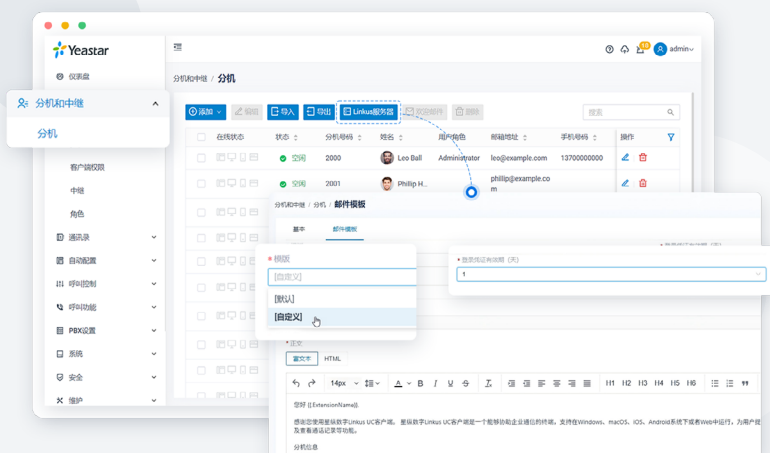 Yeastar
10
admin
仪表盘
分机和中继 / 分机
分机和中继
分机
添加
编辑
导入
导出
Linkus服务器
欢迎邮件
删除
搜索
在线状态
状态
分机号码
姓名
用户角色
邮箱地址
手机号码
操作
空闲 2000 Leo Ball Administrator leo@example.com 13700000000
空闲 2001 Phillip H... phillip@example.co
m
客户端权限
中继
角色
通讯录
自动配置
呼叫控制
呼叫功能
PBX设置
系统
安全
维护
分机和中继 / 分机 / 邮件模板
基本
邮件模板
* 模版
[自定义]
[默认]
[自定义]
* 登录凭证有效期（天）
1
* 正文
富文本
HTML
14px
A B I U S H1 H2 H3 H4 H5 H6
您好 {{.ExtensionName}}.
感谢您使用星纵数字Linkus UC客户端。 星纵数字Linkus UC客户端是一个能够协助企业通信的终端，支持在Windows、macOS、iOS、Android系统下或者Web中运行，为用户提
及查看通话记录等功能。
分机信息